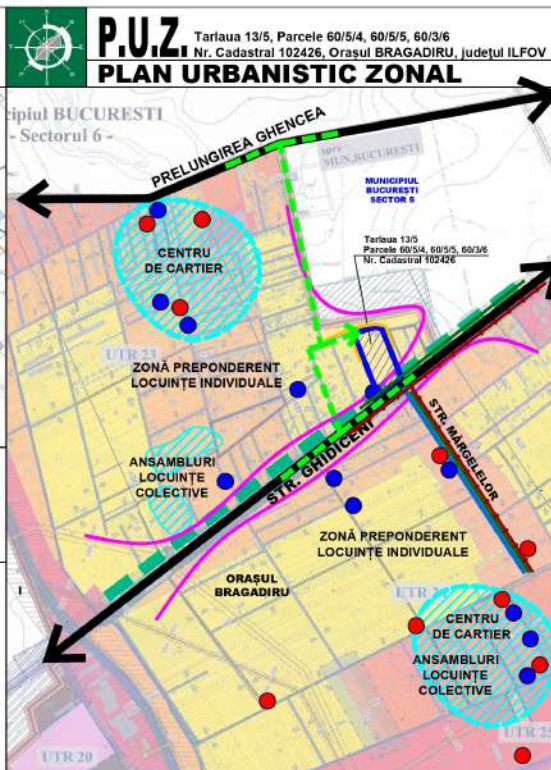 P.U.Z.
Tarlaua 13/5, Parcele 60/5/4, 60/5/5, 60/3/6
Nr. Cadastral 102426, Orașul BRAGADIRU, județul ILFOV
PLAN URBANISTIC ZONAL
cipiul BUCURESTI
- Sectorul 6 -
PRELUNGIREA GHENCEA
spre
MUN.BUCURESTI
MUNICIPIUL
BUCUREȘTI
SECTOR 5
Tarlaua 13/5
Parcele 60/5/4, 60/5/5, 60/3/6
Nr. Cadastral 102426
CENTRU
DE CARTIER
UTR 23
ZONĂ PREPONDERENT
LOCUINȚE INDIVIDUALE
ANSAMBLURI
LOCUINȚE
COLECTIVE
STR. GHIDICENI
STR. MĂRGELELOR
ZONĂ PREPONDERENT
LOCUINȚE INDIVIDUALE
ORAȘUL
BRAGADIRU
UTR
CENTRU
DE CARTIER
ANSAMBLURI
LOCUINȚE
COLECTIVE
UTR 20
UTR 25